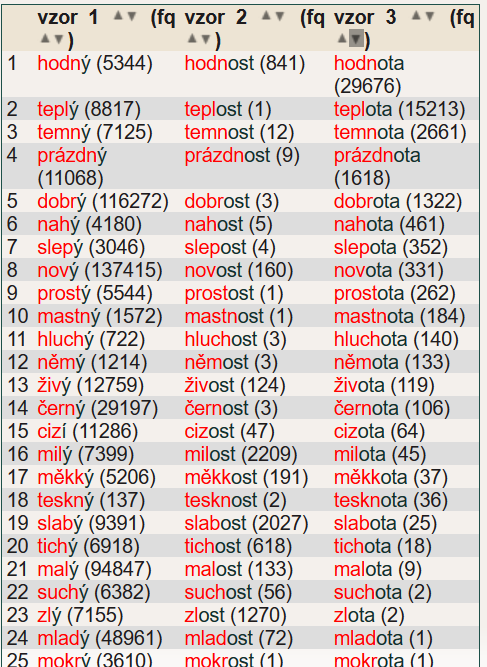 vzor 1 ▲▼ (fq vzor 2 ▲▼ (fq vzor 3 ▲▼ (fq
▲▼) ▲▼) ▲▼)
1 hodný (5344) hodnost (841) hodnota
(29676)
2 teplý (8817) teplost (1) teplota (15213)
3 temný (7125) temnost (12) temnota (2661)
4 prázdný prázdnost (9) prázdnota
(11068) (1618)
5 dobrý (116272) dobrost (3) dobrota (1322)
6 nahý (4180) nahost (5) nahota (461)
7 slepý (3046) slepost (4) slepota (352)
8 nový (137415) novost (160) novota (331)
9 prostý (5544) prostost (1) prostota (262)
10 mastný (1572) mastnost (1) mastnota (184)
11 hluchý (722) hluchost (3) hluchota (140)
12 němý (1214) němost (3) němota (133)
13 živý (12759) živost (124) života (119)
14 černý (29197) černost (3) černota (106)
15 cizí (11286) cizost (47) cizota (64)
16 milý (7399) milost (2209) milota (45)
17 měkký (5206) měkkost (191) měkkota (37)
18 teskný (137) tesknost (2) tesknota (36)
19 slabý (9391) slabost (2027) slabota (25)
20 tichý (6918) tichost (618) tichota (18)
21 malý (94847) malost (133) malota (9)
22 suchý (6382) suchost (56) suchota (2)
23 zlý (7155) zlost (1270) zlota (2)
24 mladý (48961) mladost (72) mladota (1)
25 mokrý (3610) mokrost (1) mokrota (1)